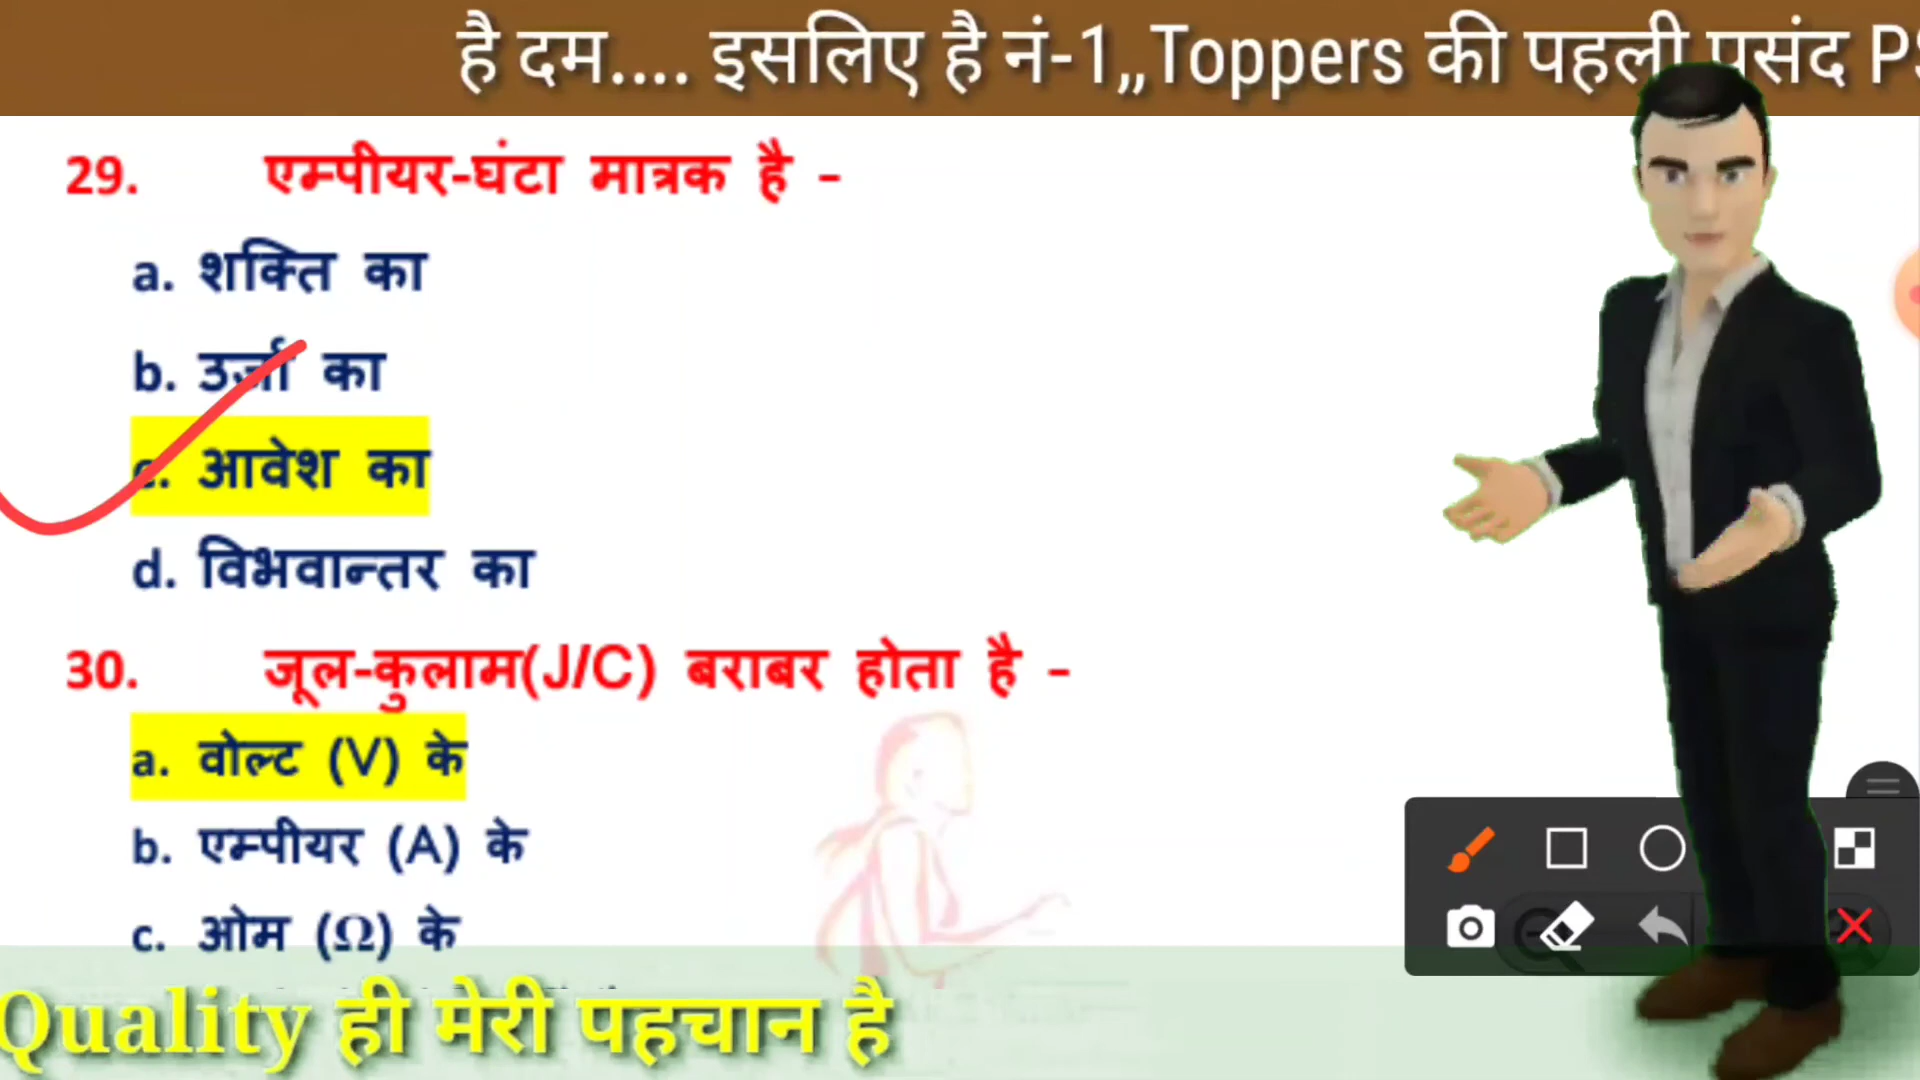 है दम.... इसलिए है नं-1,,Toppers की पहली पसंद
29. एम्पीयर-घंटा मात्रक है -
a. शक्ति का
b. उर्जा का
c. आवेश का
d. विभवान्तर का
30. जूल-कुलाम(J/C) बराबर होता है -
a. वोल्ट (V) के
b. एम्पीयर (A) के
c. ओम (Ω) के
Quality ही मेरी पहचान है